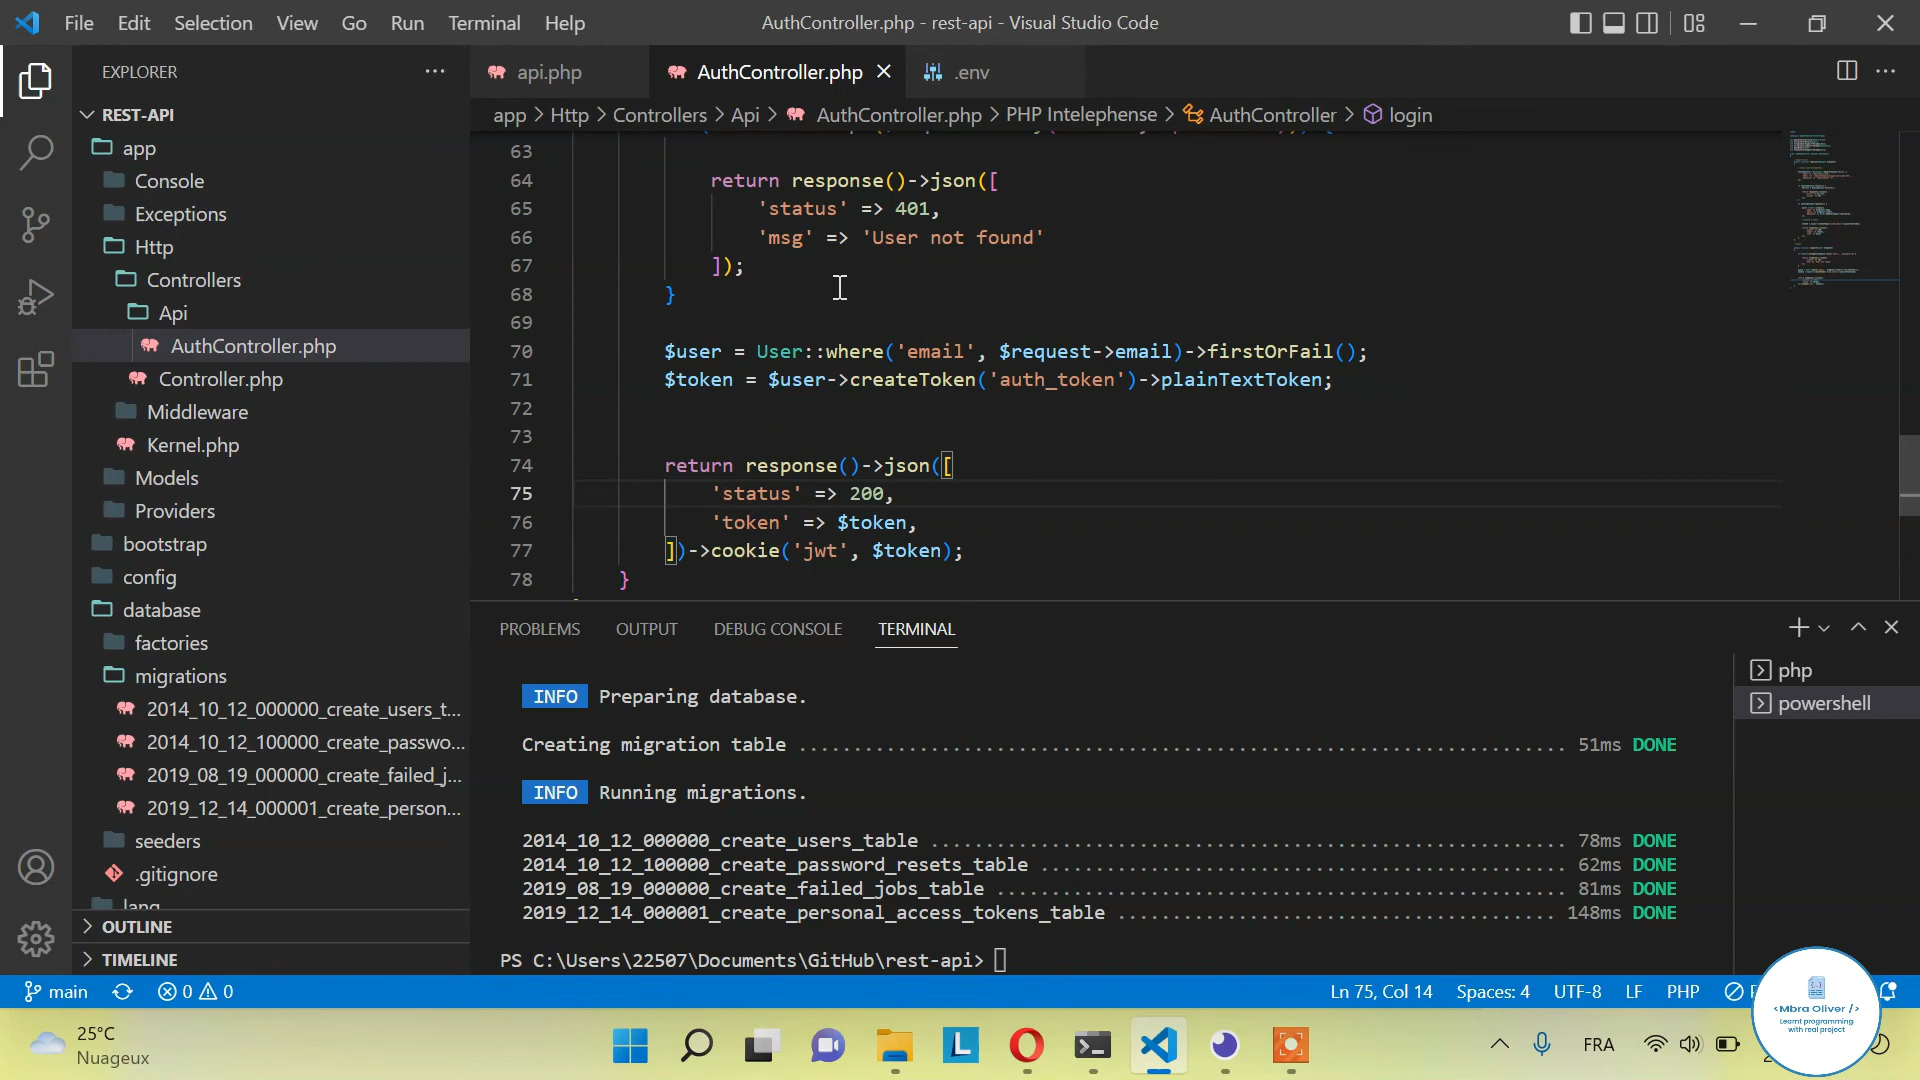 File Edit Selection View Go Run Terminal Help
AuthController.php - rest-api - Visual Studio Code
EXPLORER
REST-API
app
Console
Exceptions
Http
Controllers
Api
AuthController.php
Controller.php
Middleware
Kernel.php
Models
Providers
bootstrap
config
database
factories
migrations
2014_10_12_000000_create_users_t...
2014_10_12_100000_create_passwo...
2019_08_19_000000_create_failed_j...
2019_12_14_000001_create_person...
seeders
.gitignore
lang
OUTLINE
TIMELINE
api.php
AuthController.php
.env
app > Http > Controllers > Api > AuthController.php > PHP Intelephense > AuthController > login
63
64 return response()->json([
65 'status' => 401,
66 'msg' => 'User not found'
67 ]);
68 }
69
70 $user = User::where('email', $request->email)->firstOrFail();
71 $token = $user->createToken('auth_token')->plainTextToken;
72
73
74 return response()->json([
75 'status' => 200,
76 'token' => $token,
77 ])->cookie('jwt', $token);
78 }
PROBLEMS OUTPUT DEBUG CONSOLE TERMINAL
INFO Preparing database.
Creating migration table ........ 51ms DONE
INFO Running migrations.
2014_10_12_000000_create_users_table ........ 78ms DONE
2014_10_12_100000_create_password_resets_table ........ 62ms DONE
2019_08_19_000000_create_failed_jobs_table ........ 81ms DONE
2019_12_14_000001_create_personal_access_tokens_table ........ 148ms DONE
PS C:\Users\22507\Documents\GitHub\rest-api>
php
powershell
main 0 0
Ln 75, Col 14 Spaces: 4 UTF-8 LF PHP
<Mbra Oliver />
Learnt programming
with real project
25°C
Nuageux
FRA